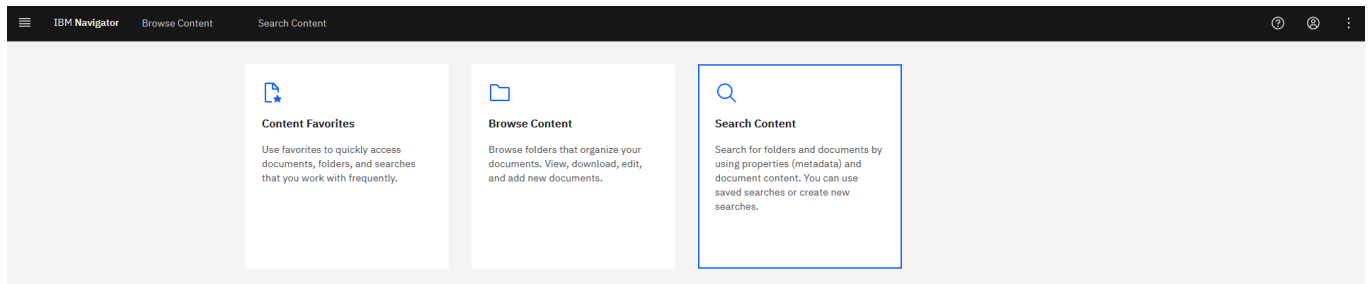 IBM Navigator Browse Content Search Content
Content Favorites
Use favorites to quickly access
documents, folders, and searches
that you work with frequently.
Browse Content
Browse folders that organize your
documents. View, download, edit,
and add new documents.
Search Content
Search for folders and documents by
using properties (metadata) and
document content. You can use
saved searches or create new
searches.